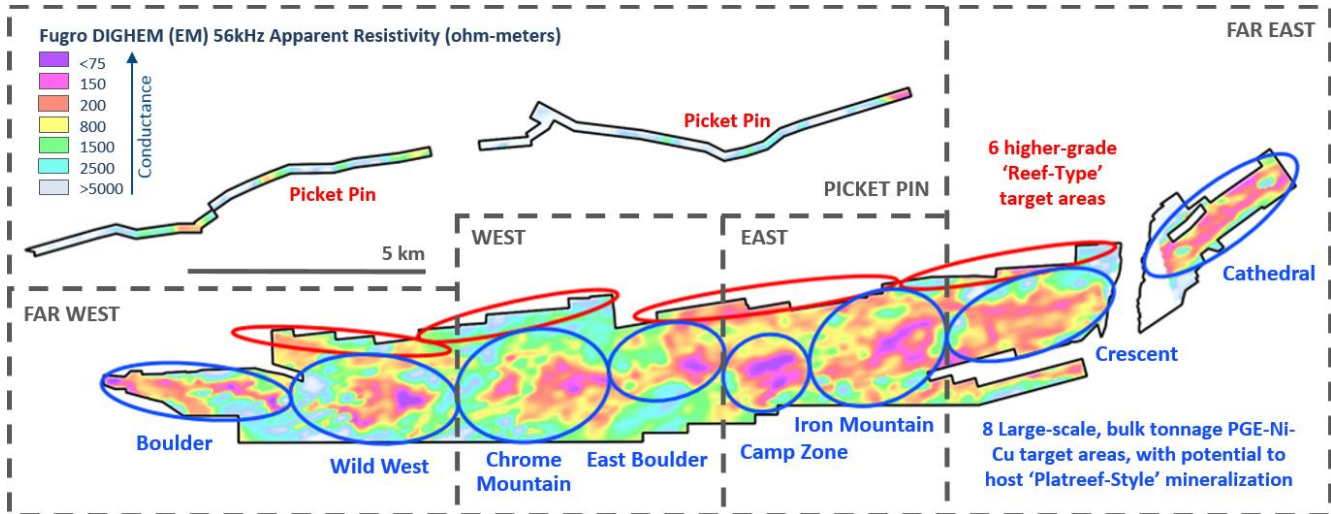 Fugro DIGHEM (EM) 56kHz Apparent Resistivity (ohm-meters)
<75
150
200
800
1500
2500
>5000
Conductance
FAR EAST
Picket Pin
Picket Pin
PICKET PIN
6 higher-grade
‘Reef-Type’
target areas
5 km
WEST
EAST
FAR WEST
Cathedral
Crescent
Boulder
Wild West
Chrome
Mountain
East Boulder
Camp Zone
Iron Mountain
8 Large-scale, bulk tonnage PGE-Ni-
Cu target areas, with potential to
host ‘Platreef-Style’ mineralization